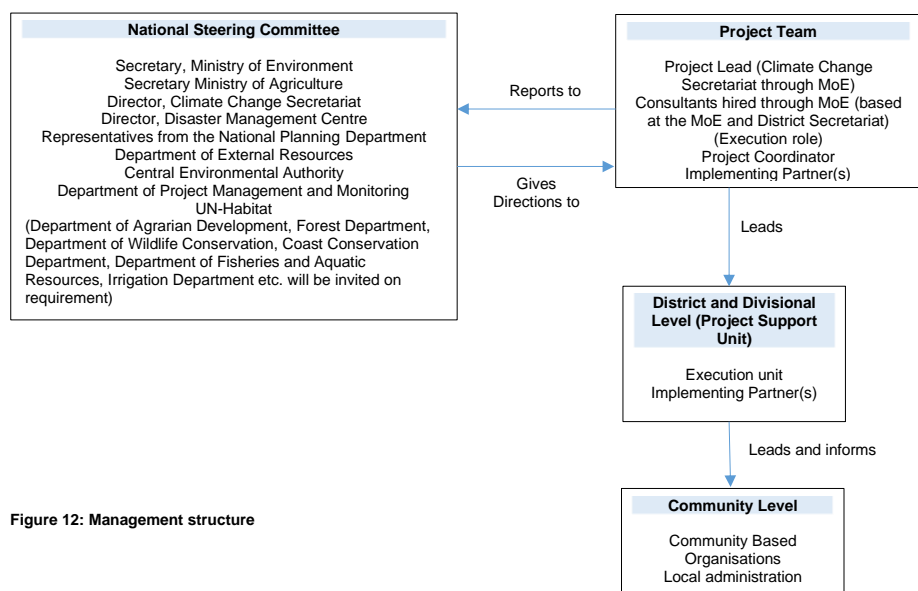 National Steering Committee
Secretary, Ministry of Environment
Secretary Ministry of Agriculture
Director, Climate Change Secretariat
Director, Disaster Management Centre
Representatives from the National Planning Department
Department of External Resources
Central Environmental Authority
Department of Project Management and Monitoring
UN-Habitat
(Department of Agrarian Development, Forest Department,
Department of Wildlife Conservation, Coast Conservation
Department, Department of Fisheries and Aquatic
Resources, Irrigation Department etc. will be invited on
requirement)
Reports to
Gives
Directions to
Project Team
Project Lead (Climate Change
Secretariat through MoE)
Consultants hired through MoE (based
at the MoE and District Secretariat)
(Execution role)
Project Coordinator
Implementing Partner(s)
Leads
District and Divisional
Level (Project Support
Unit)
Execution unit
Implementing Partner(s)
Leads and informs
Community Level
Community Based
Organisations
Local administration
Figure 12: Management structure